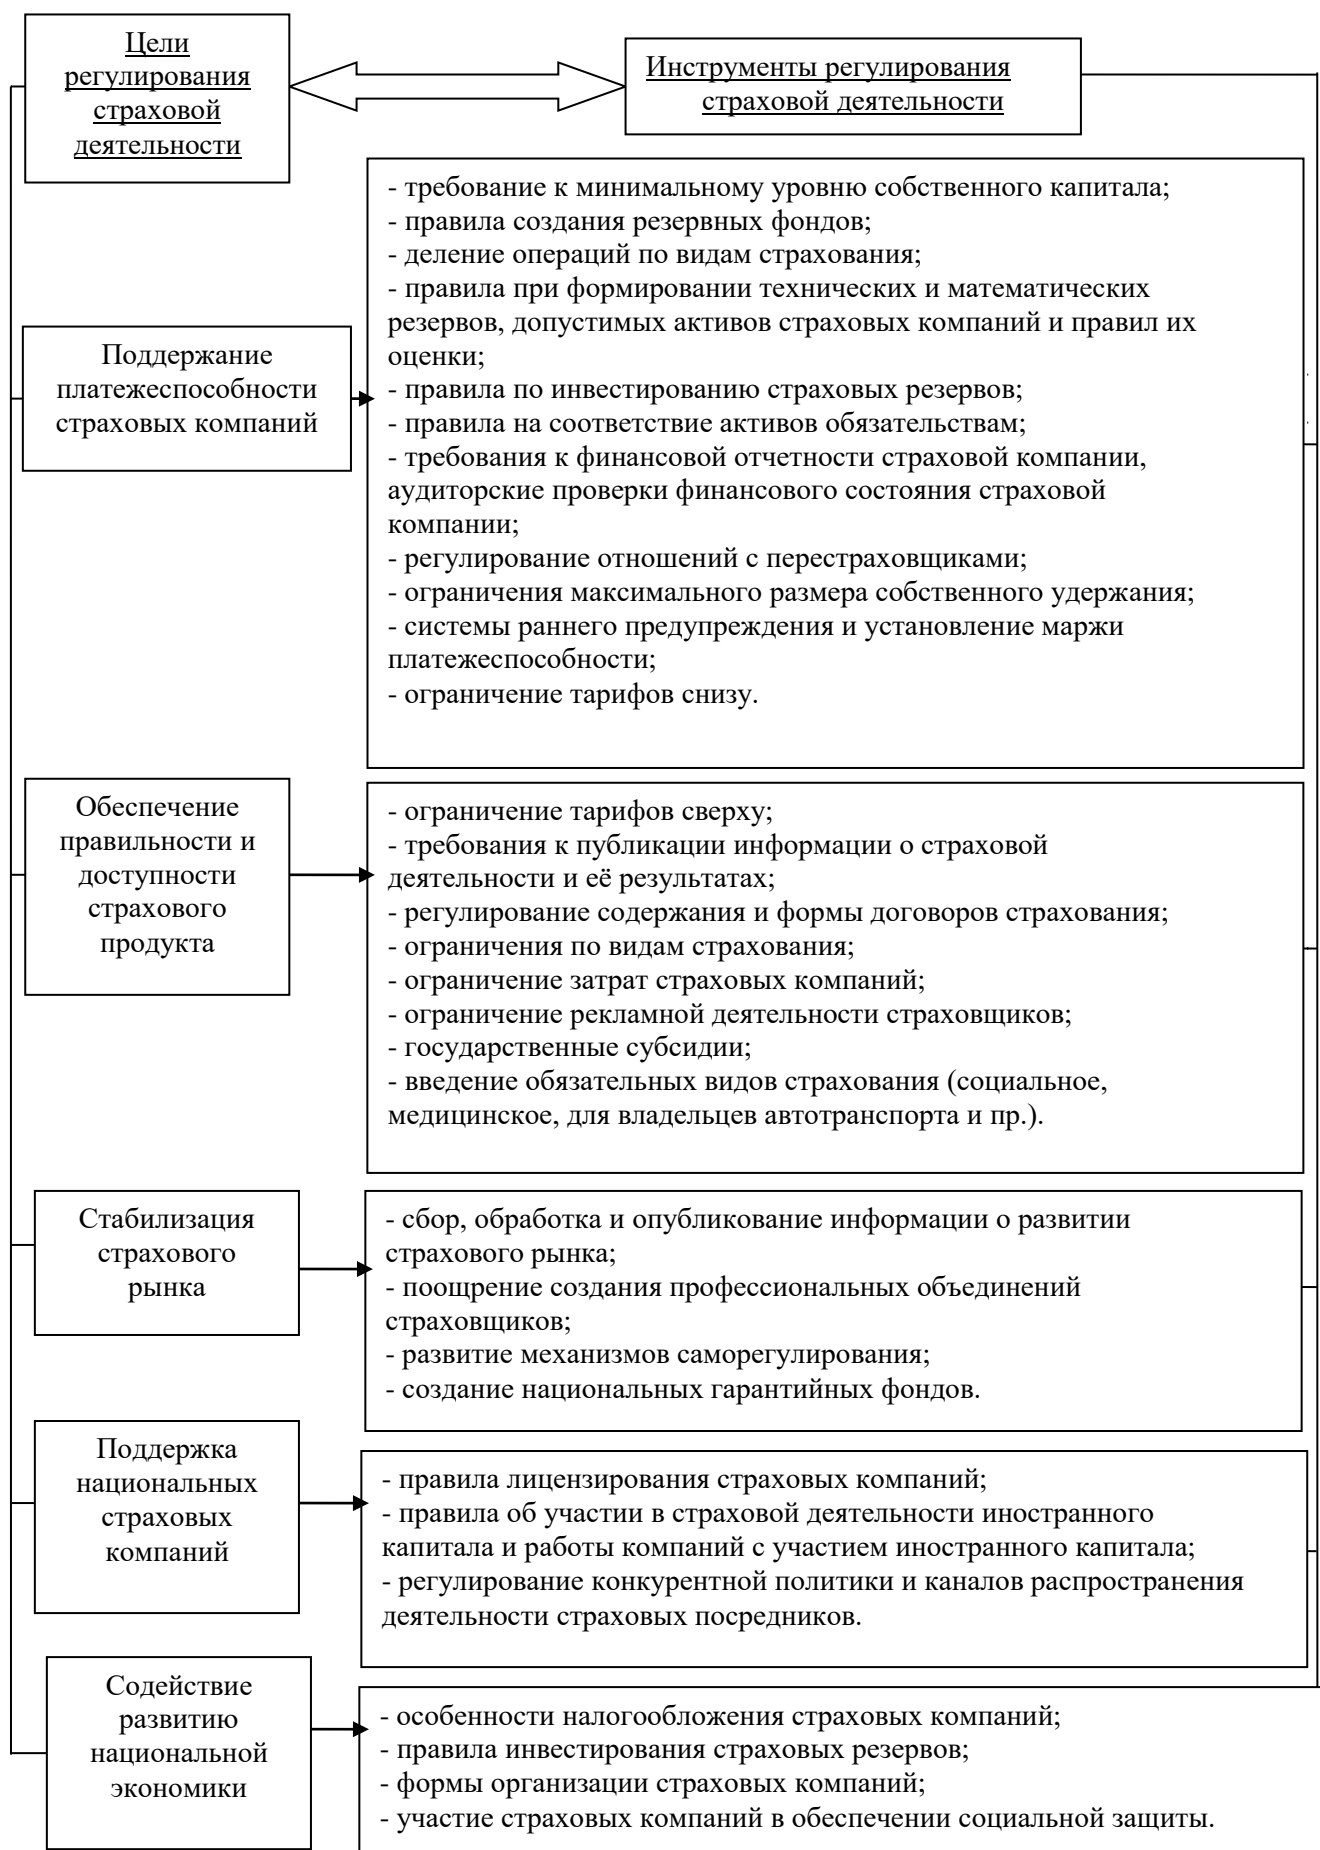 Цели
регулирования
страховой
деятельности
Инструменты регулирования
страховой деятельности
Поддержание
платежеспособности
страховых компаний
- требование к минимальному уровню собственного капитала;
- правила создания резервных фондов;
- деление операций по видам страхования;
- правила при формировании технических и математических
резервов, допустимых активов страховых компаний и правил их
оценки;
- правила по инвестированию страховых резервов;
- правила на соответствие активов обязательствам;
- требования к финансовой отчетности страховой компании,
аудиторские проверки финансового состояния страховой
компании;
- регулирование отношений с перестраховщиками;
- ограничения максимального размера собственного удержания;
- системы раннего предупреждения и установление маржи
платежеспособности;
- ограничение тарифов снизу.
Обеспечение
правильности и
доступности
страхового
продукта
- ограничение тарифов сверху;
- требования к публикации информации о страховой
деятельности и её результатах;
- регулирование содержания и формы договоров страхования;
- ограничения по видам страхования;
- ограничение затрат страховых компаний;
- ограничение рекламной деятельности страховщиков;
- государственные субсидии;
- введение обязательных видов страхования (социальное,
медицинское, для владельцев автотранспорта и пр.).
Стабилизация
страхового
рынка
- сбор, обработка и опубликование информации о развитии
страхового рынка;
- поощрение создания профессиональных объединений
страховщиков;
- развитие механизмов саморегулирования;
- создание национальных гарантийных фондов.
Поддержка
национальных
страховых
компаний
- правила лицензирования страховых компаний;
- правила об участии в страховой деятельности иностранного
капитала и работы компаний с участием иностранного капитала;
- регулирование конкурентной политики и каналов распространения
деятельности страховых посредников.
Содействие
развитию
национальной
экономики
- особенности налогообложения страховых компаний;
- правила инвестирования страховых резервов;
- формы организации страховых компаний;
- участие страховых компаний в обеспечении социальной защиты.